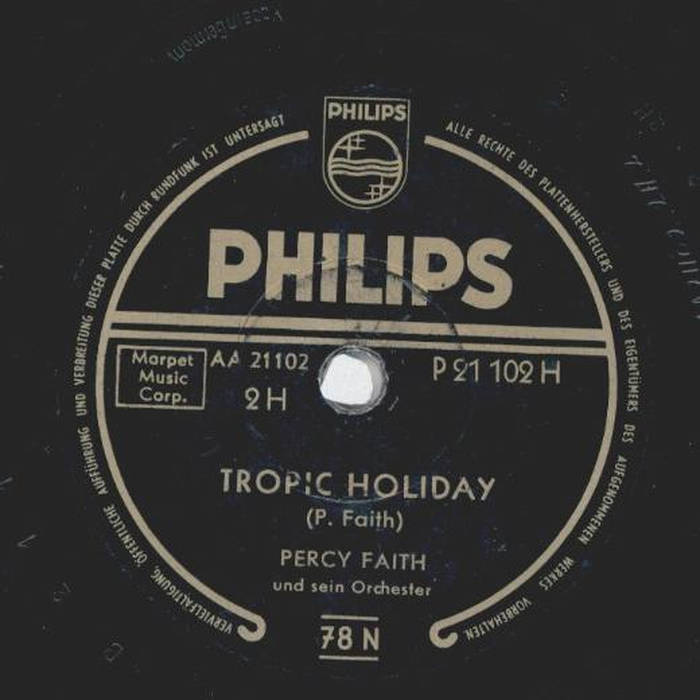 PHILIPS
ALLE RECHTE DES PLATTENHERSTELLERS UND DES EIGENTÜMERS DES AUFGENOMMENEN WERKES VORBEHALTEN
VERVIELFÄLTIGUNG, ÖFFENTLICHE AUFFÜHRUNG UND VERBREITUNG DIESER PLATTE DURCH RUNDFUNK IST UNTERSAGT
PHILIPS
Marpet Music Corp.
AA 21102
2H
P 21 102 H
TROPIC HOLIDAY
(P. Faith)
PERCY FAITH
und sein Orchester
78 N